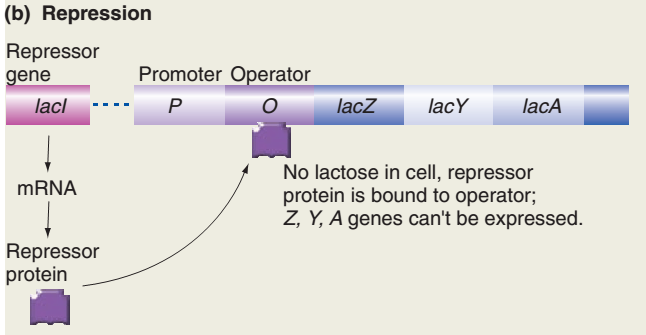 (b) Repression
Repressor
gene
Promoter Operator
lacI P O lacZ lacY lacA
No lactose in cell, repressor
protein is bound to operator;
Z, Y, A genes can't be expressed.
mRNA
Repressor
protein